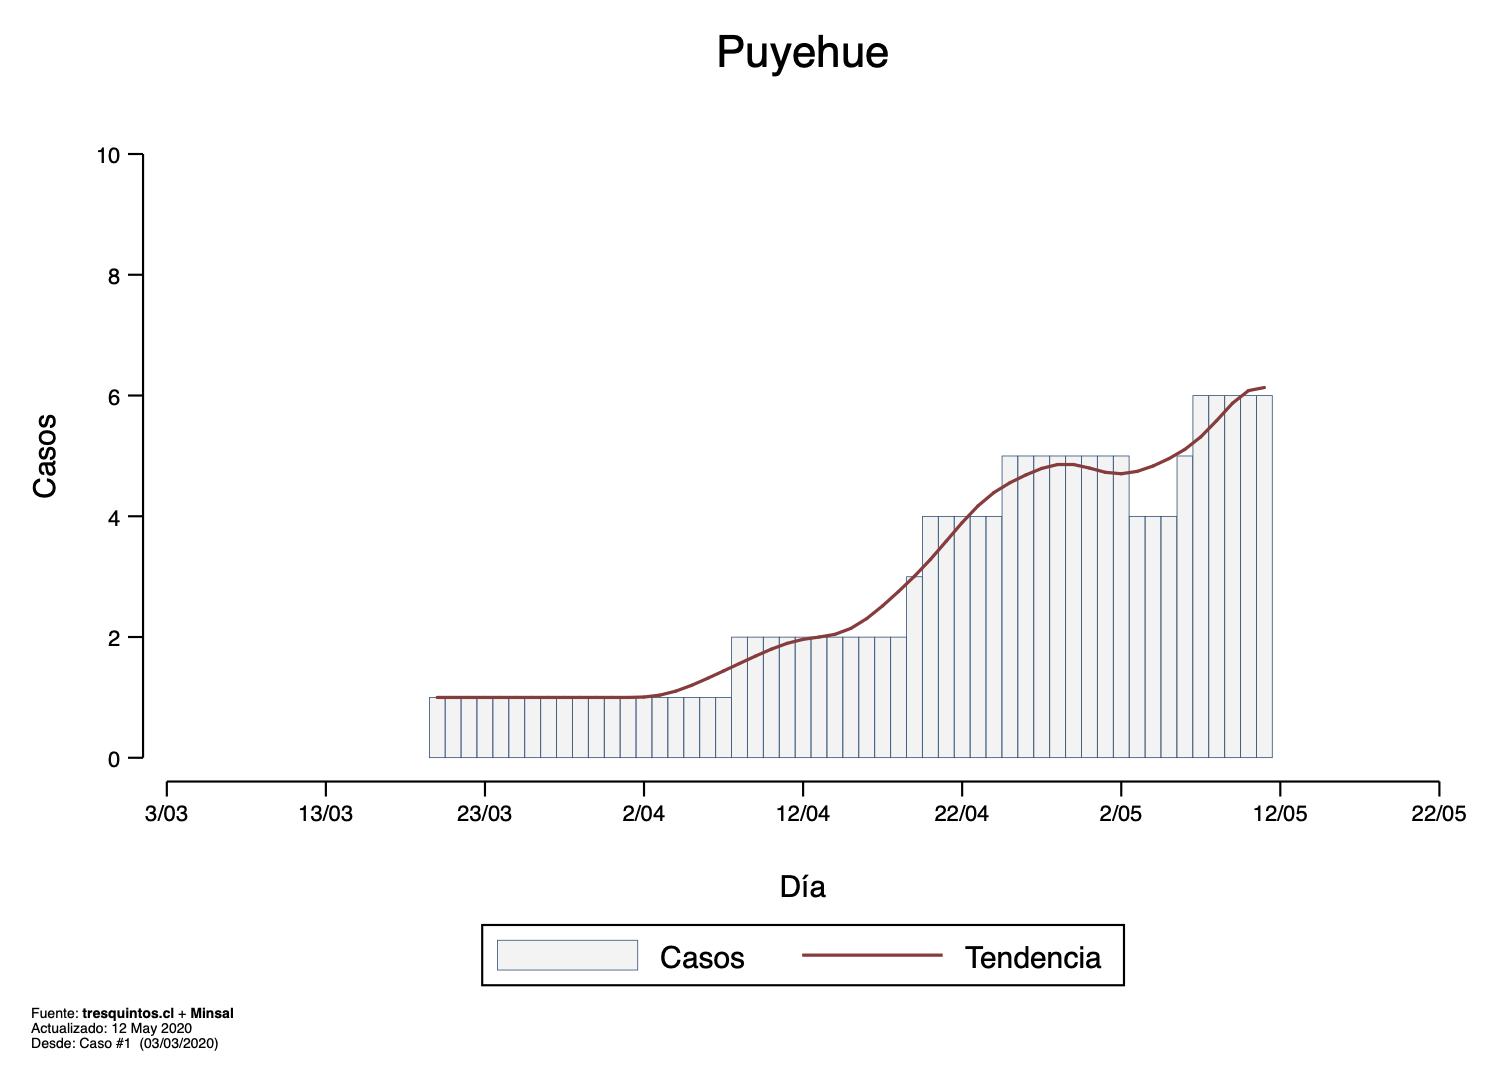 Puyehue
10
8
6
4
2
0
Casos
3/03 13/03 23/03 2/04 12/04 22/04 2/05 12/05 22/05
Día
Casos Tendencia
Fuente: tresquintos.cl + Minsal
Actualizado: 12 May 2020
Desde: Caso #1 (03/03/2020)